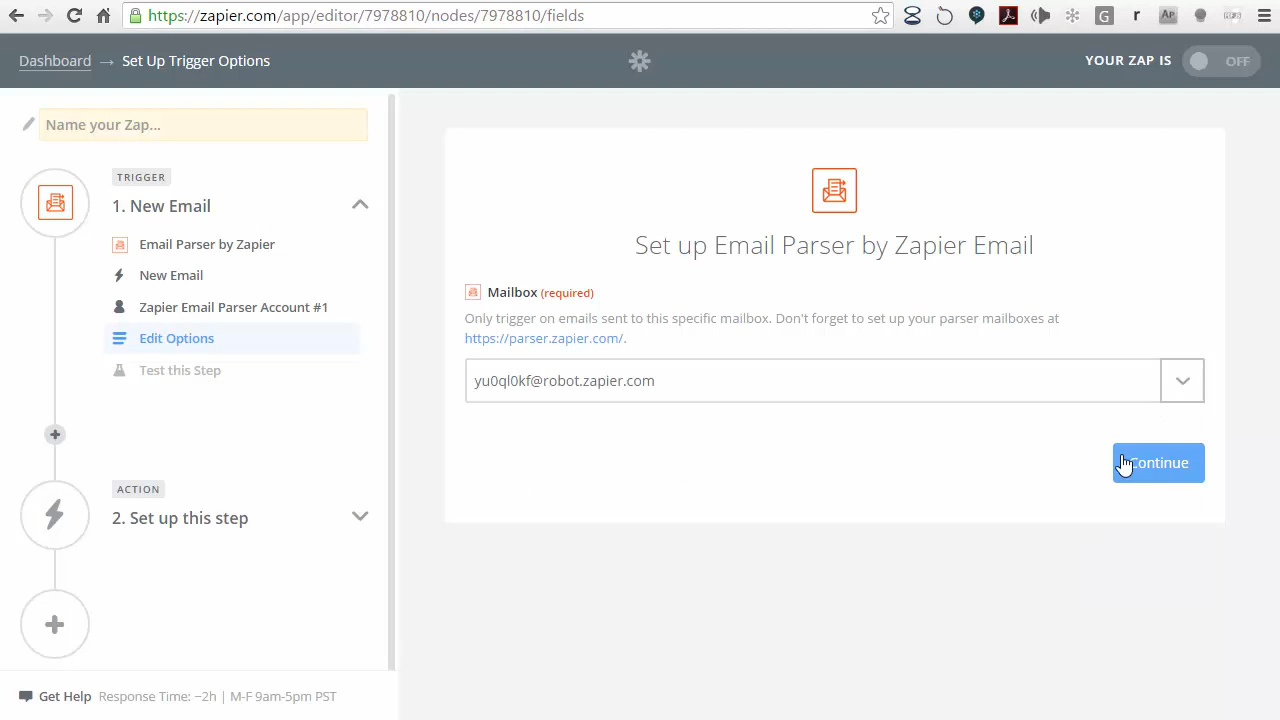 https://zapier.com/app/editor/7978810/nodes/7978810/fields
Dashboard → Set Up Trigger Options
YOUR ZAP IS OFF
Name your Zap...
TRIGGER
1. New Email
Email Parser by Zapier
New Email
Zapier Email Parser Account #1
Edit Options
Test this Step
ACTION
2. Set up this step
Get Help Response Time: ~2h | M-F 9am-5pm PST
Set up Email Parser by Zapier Email
Mailbox (required)
Only trigger on emails sent to this specific mailbox. Don't forget to set up your parser mailboxes at
https://parser.zapier.com/.
yu0ql0kf@robot.zapier.com
Continue